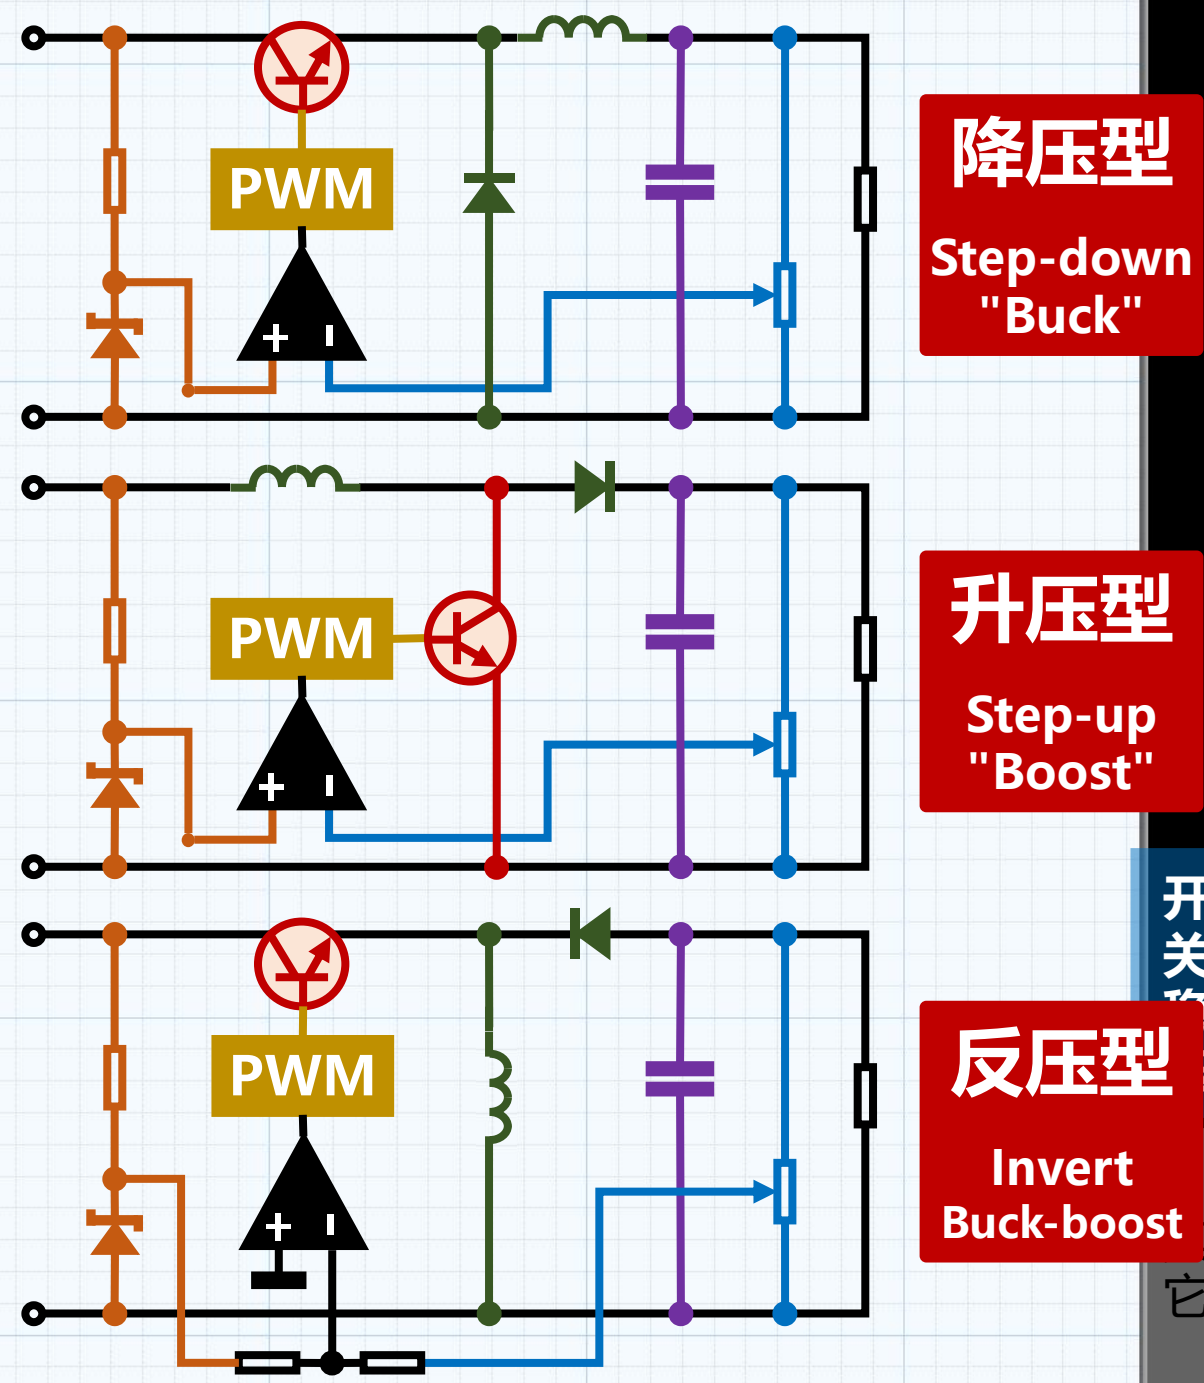 降压型
Step-down
"Buck"
PWM
+ -
升压型
Step-up
"Boost"
PWM
+ -
开
关
反压型
Invert
Buck-boost
PWM
+ -
它